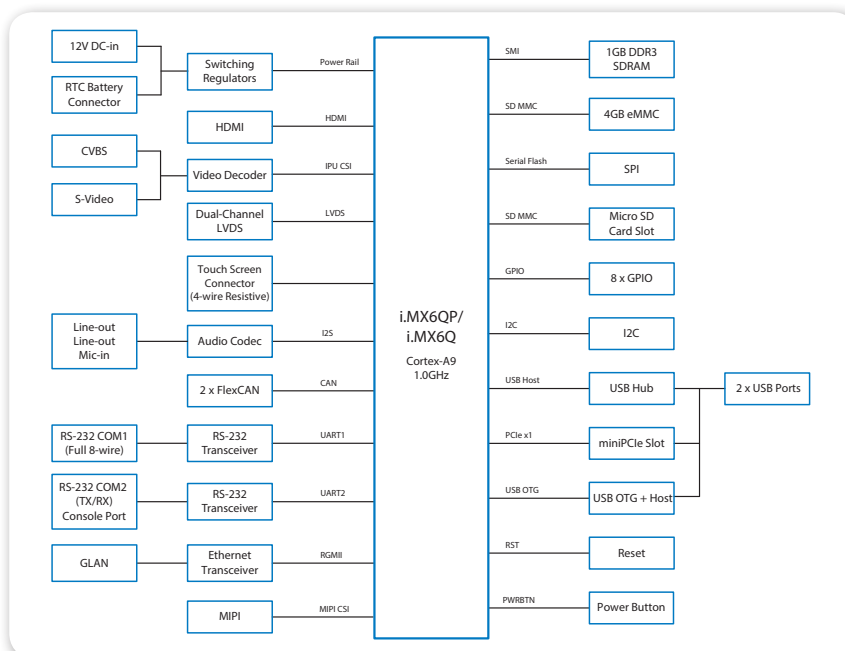 12V DC-in
RTC Battery
Connector
Switching
Regulators
Power Rail
HDMI
HDMI
CVBS
S-Video
Video Decoder
IPU CSI
Dual-Channel
LVDS
LVDS
Touch Screen
Connector
(4-wire Resistive)
Line-out
Line-out
Mic-in
Audio Codec
I2S
2 x FlexCAN
CAN
RS-232 COM1
(Full 8-wire)
RS-232
Transceiver
UART1
RS-232 COM2
(TX/RX)
Console Port
RS-232
Transceiver
UART2
GLAN
Ethernet
Transceiver
RGMII
MIPI
MIPI CSI
i.MX6QP/
i.MX6Q
Cortex-A9
1.0GHz
SMI
1GB DDR3
SDRAM
SD MMC
4GB eMMC
Serial Flash
SPI
SD MMC
Micro SD
Card Slot
GPIO
8 x GPIO
I2C
I2C
USB Host
USB Hub
2 x USB Ports
PCIe x1
miniPCIe Slot
USB OTG
USB OTG + Host
RST
Reset
PWRBTN
Power Button